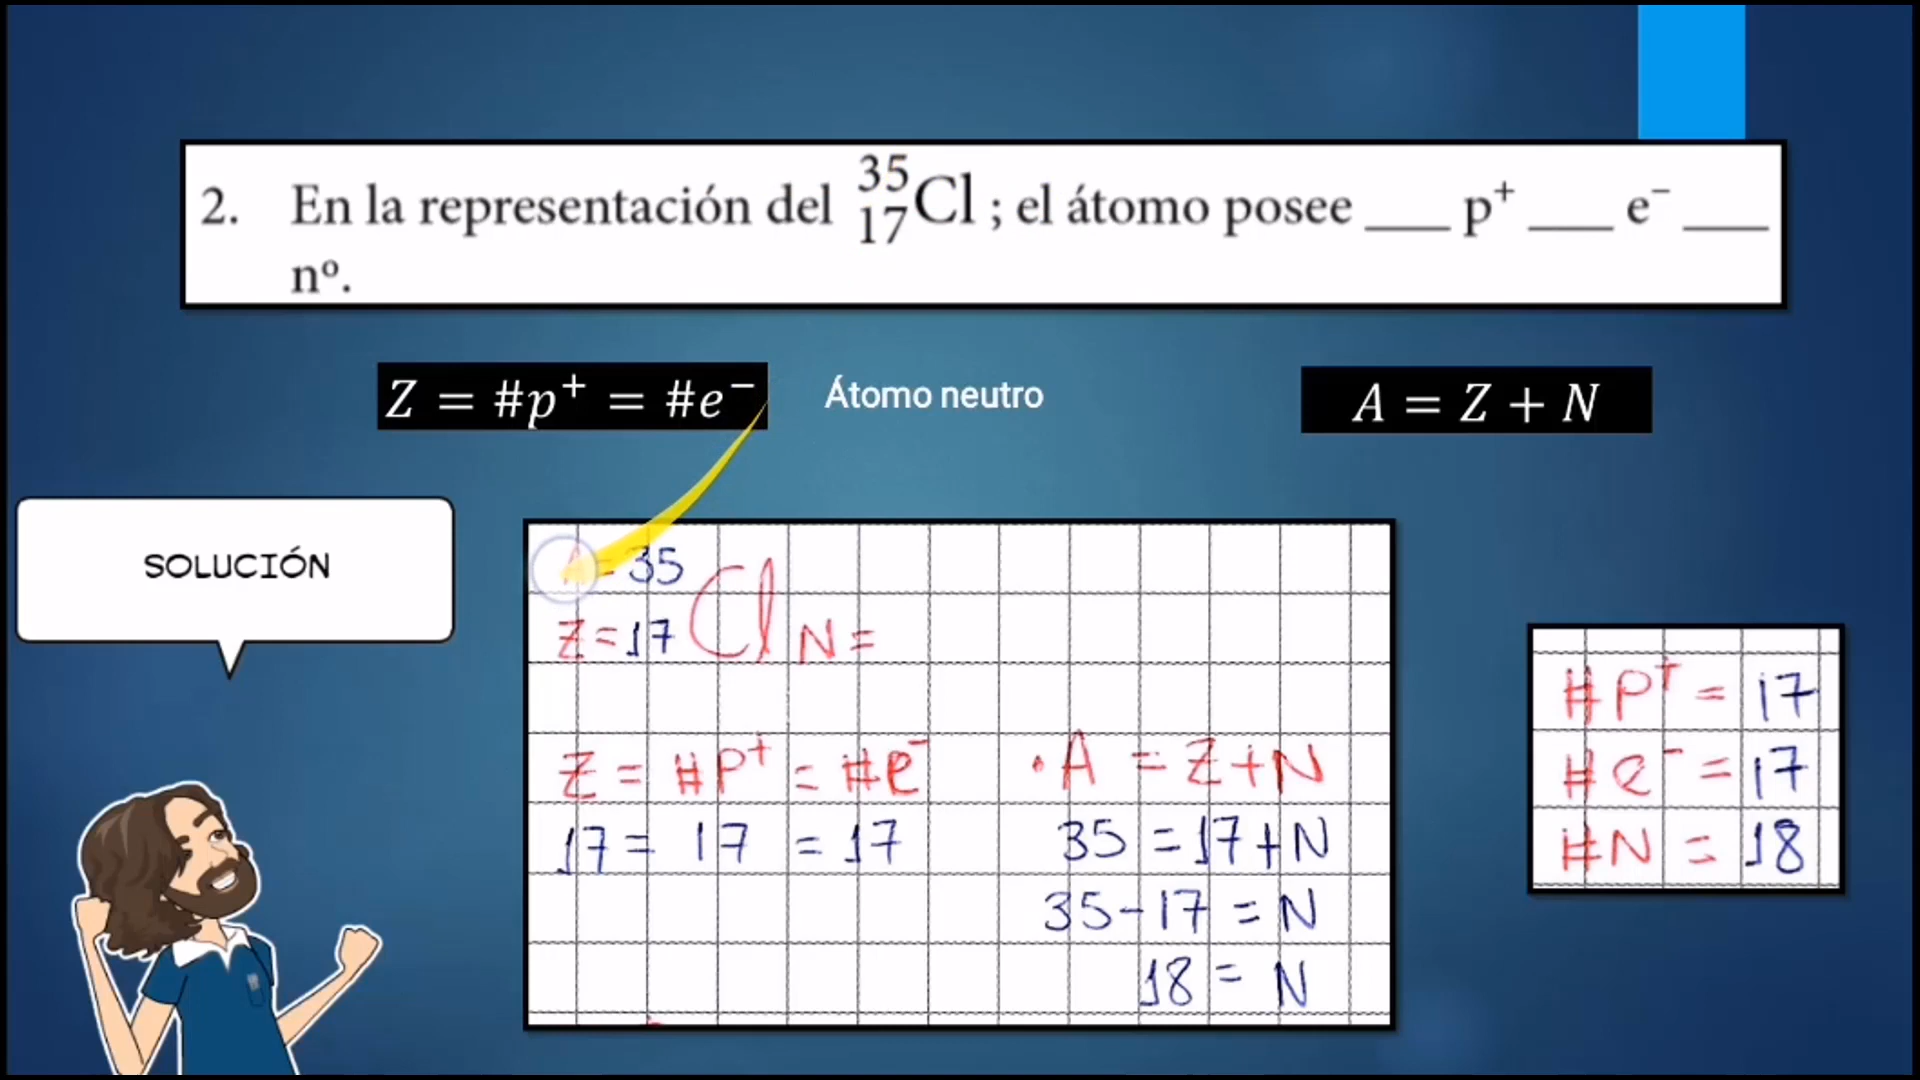 2. En la representación del ³⁵₁₇Cl ; el átomo posee ___ p⁺ ___ e⁻ ___
nº.
Z = #p⁺ = #e⁻
Átomo neutro
A = Z + N
SOLUCIÓN
A = 35
Z = 17 Cl N =
Z = #P⁺ = #e⁻
17 = 17 = 17
· A = Z + N
35 = 17 + N
35 - 17 = N
18 = N
#P⁺ = 17
#e⁻ = 17
#N = 18